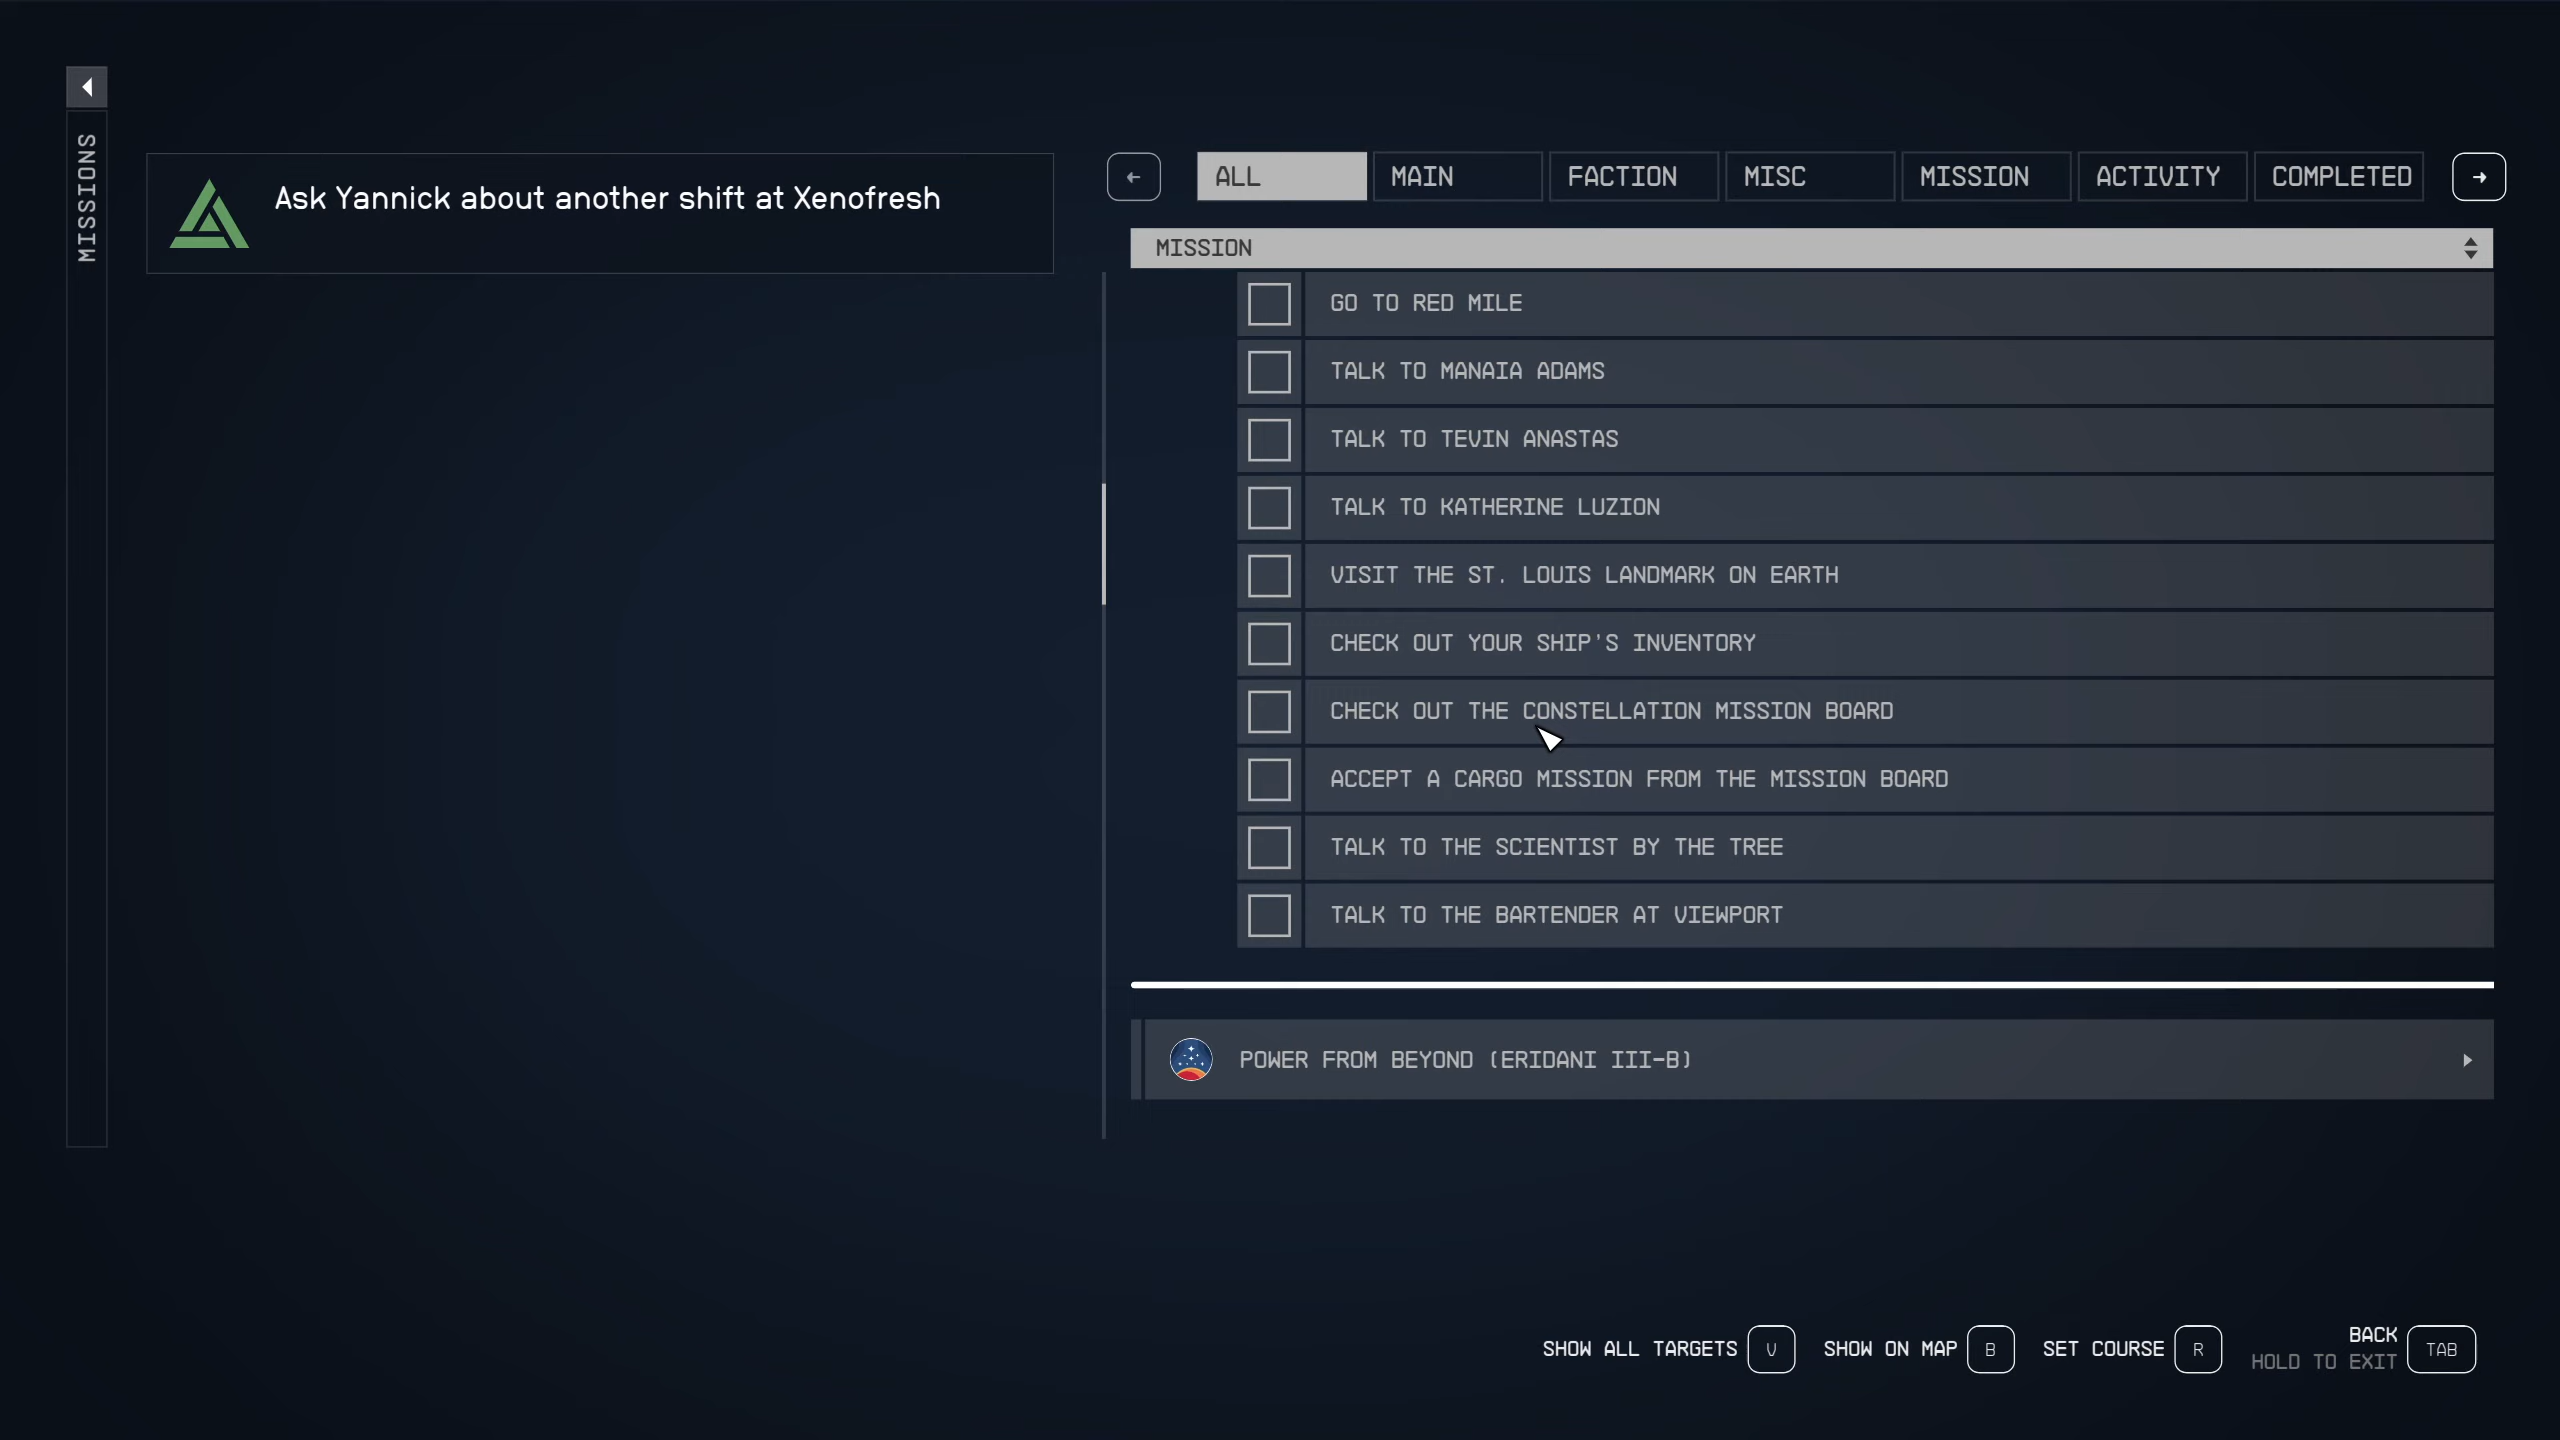 MISSIONS
Ask Yannick about another shift at Xenofresh
ALL
MAIN
FACTION
MISC
MISSION
ACTIVITY
COMPLETED
MISSION
GO TO RED MILE
TALK TO MANAIA ADAMS
TALK TO TEVIN ANASTAS
TALK TO KATHERINE LUZION
VISIT THE ST. LOUIS LANDMARK ON EARTH
CHECK OUT YOUR SHIP'S INVENTORY
CHECK OUT THE CONSTELLATION MISSION BOARD
ACCEPT A CARGO MISSION FROM THE MISSION BOARD
TALK TO THE SCIENTIST BY THE TREE
TALK TO THE BARTENDER AT VIEWPORT
POWER FROM BEYOND (ERIDANI III-B)
SHOW ALL TARGETS V
SHOW ON MAP B
SET COURSE R
BACK
HOLD TO EXIT
TAB